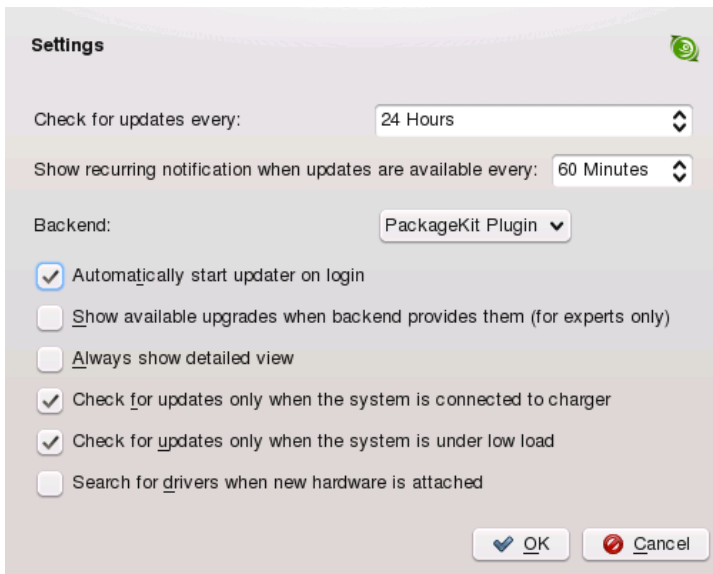 Settings
Check for updates every: 24 Hours
Show recurring notification when updates are available every: 60 Minutes
Backend: PackageKit Plugin
Automatically start updater on login
Show available upgrades when backend provides them (for experts only)
Always show detailed view
Check for updates only when the system is connected to charger
Check for updates only when the system is under low load
Search for drivers when new hardware is attached
OK Cancel